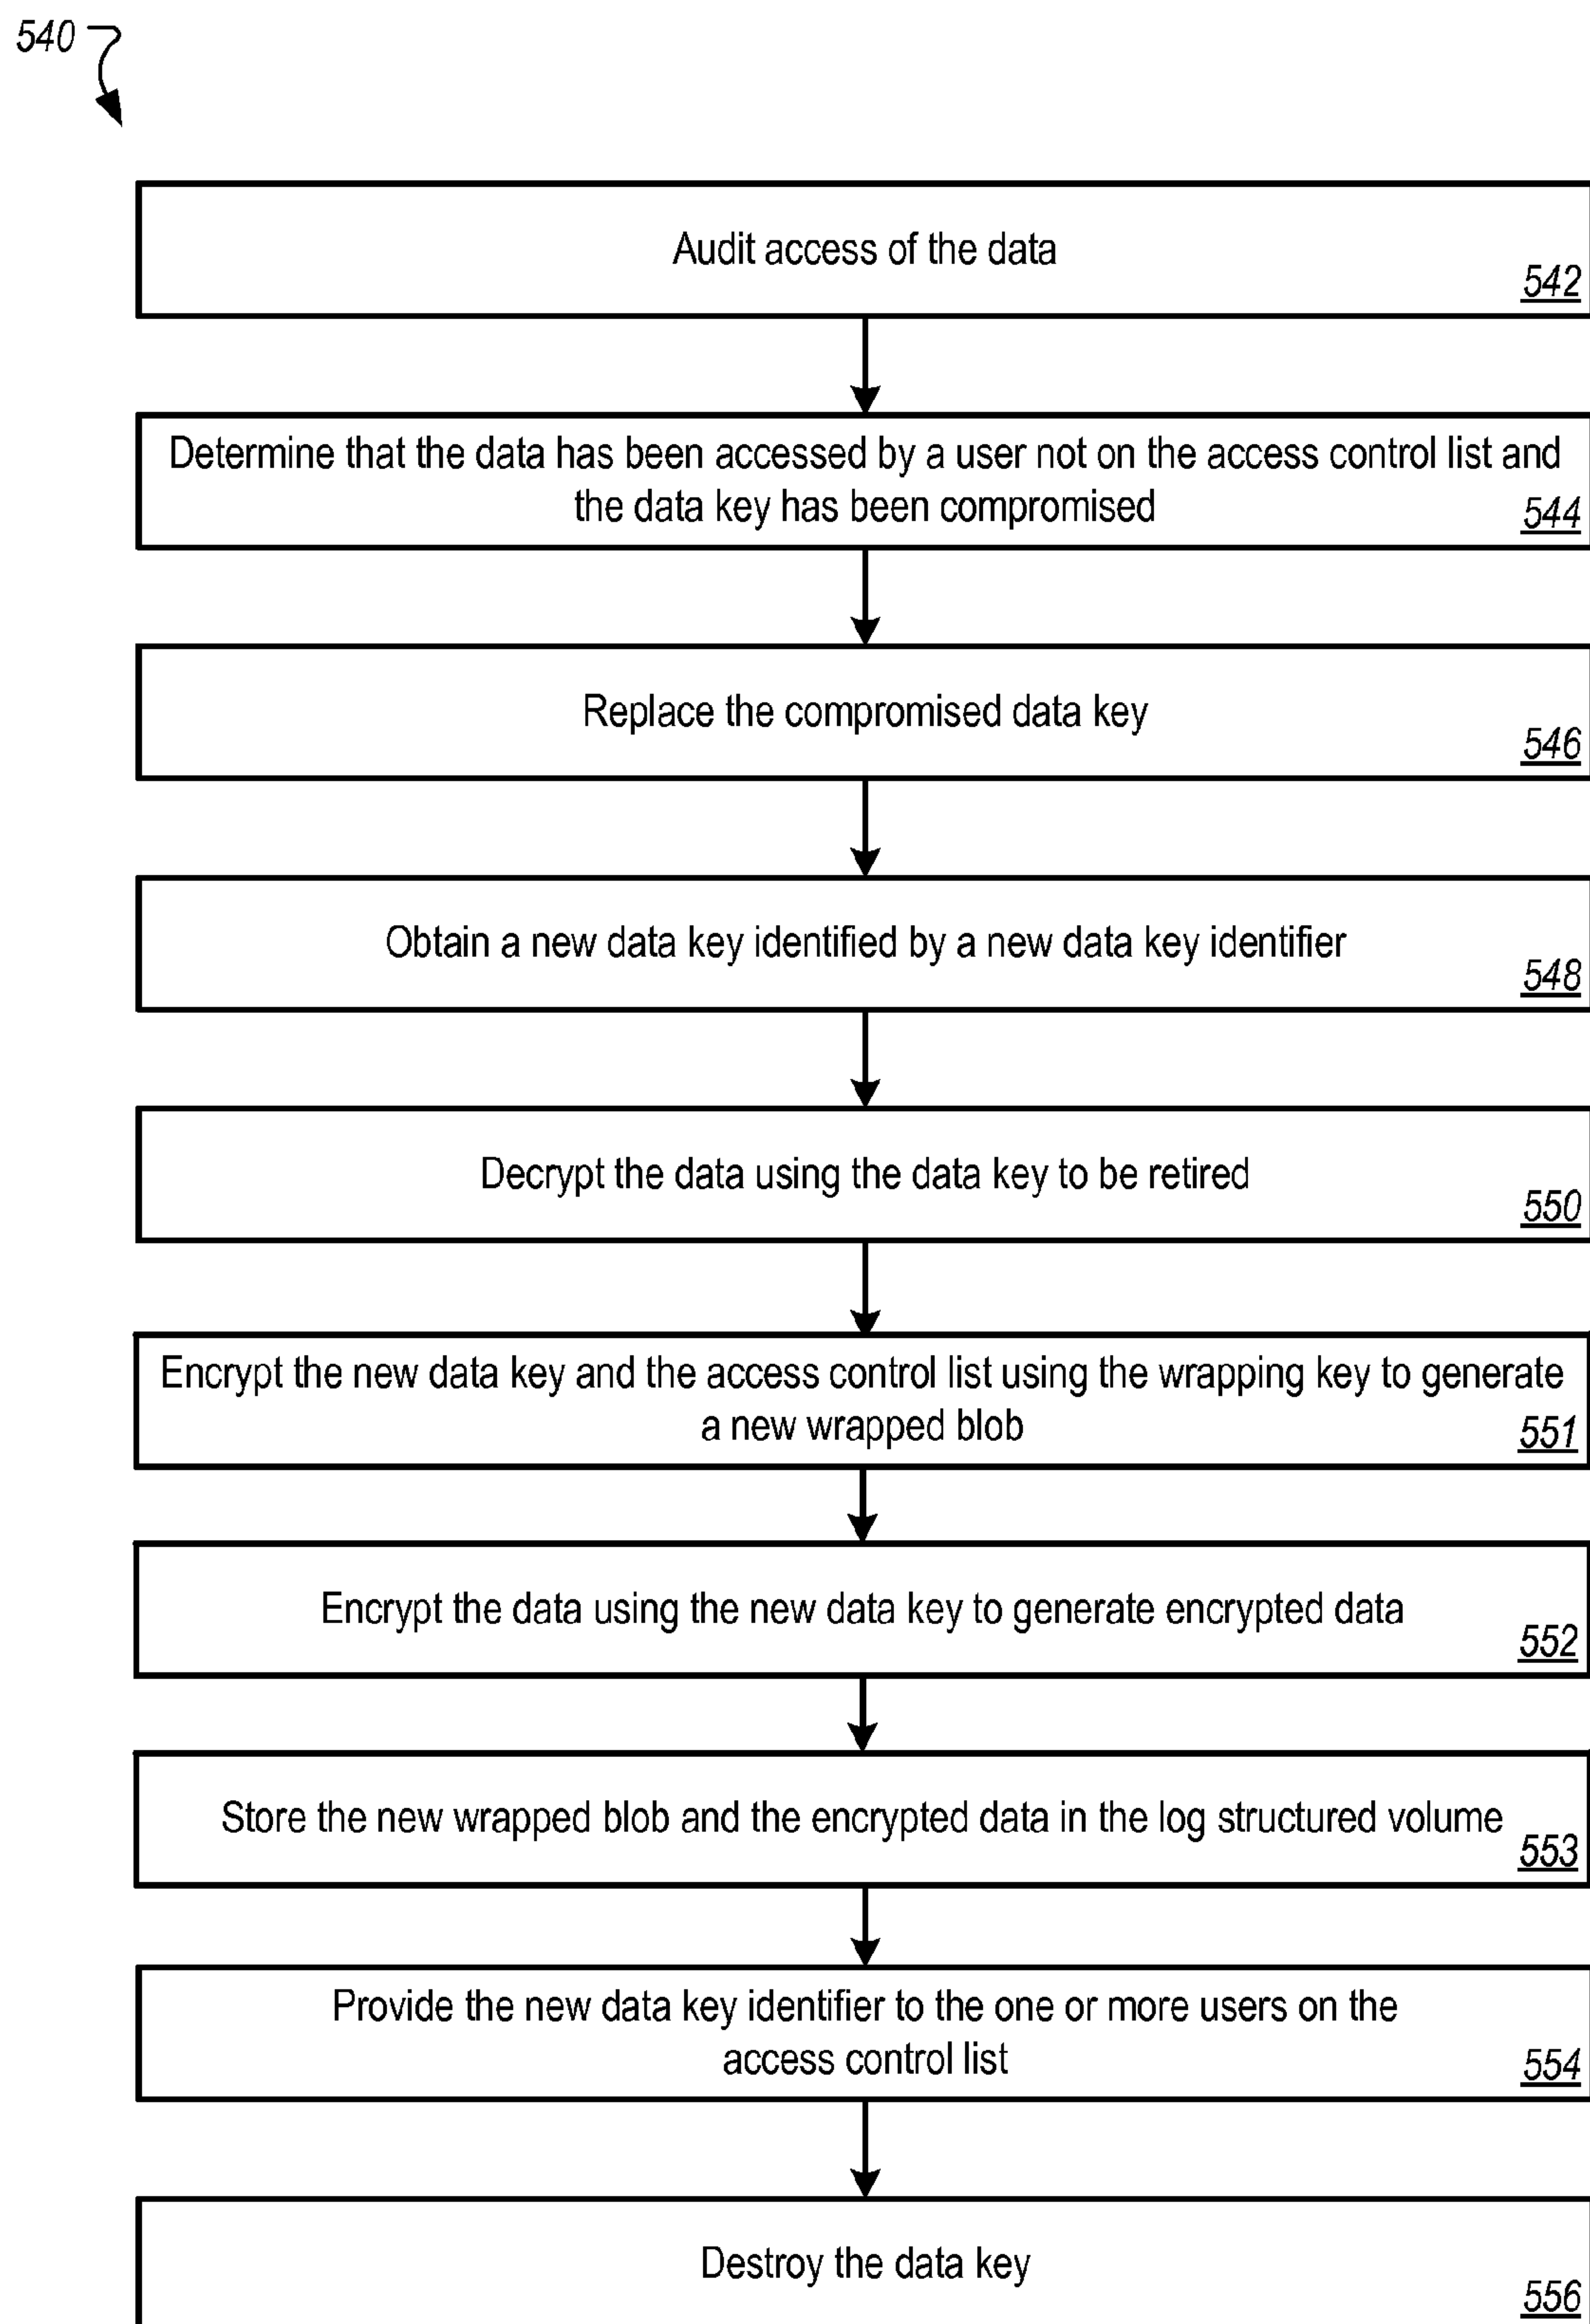 540
Audit access of the data
542
Determine that the data has been accessed by a user not on the access control list and
the data key has been compromised
544
Replace the compromised data key
546
Obtain a new data key identified by a new data key identifier
548
Decrypt the data using the data key to be retired
550
Encrypt the new data key and the access control list using the wrapping key to generate
a new wrapped blob
551
Encrypt the data using the new data key to generate encrypted data
552
Store the new wrapped blob and the encrypted data in the log structured volume
553
Provide the new data key identifier to the one or more users on the
access control list
554
Destroy the data key
556